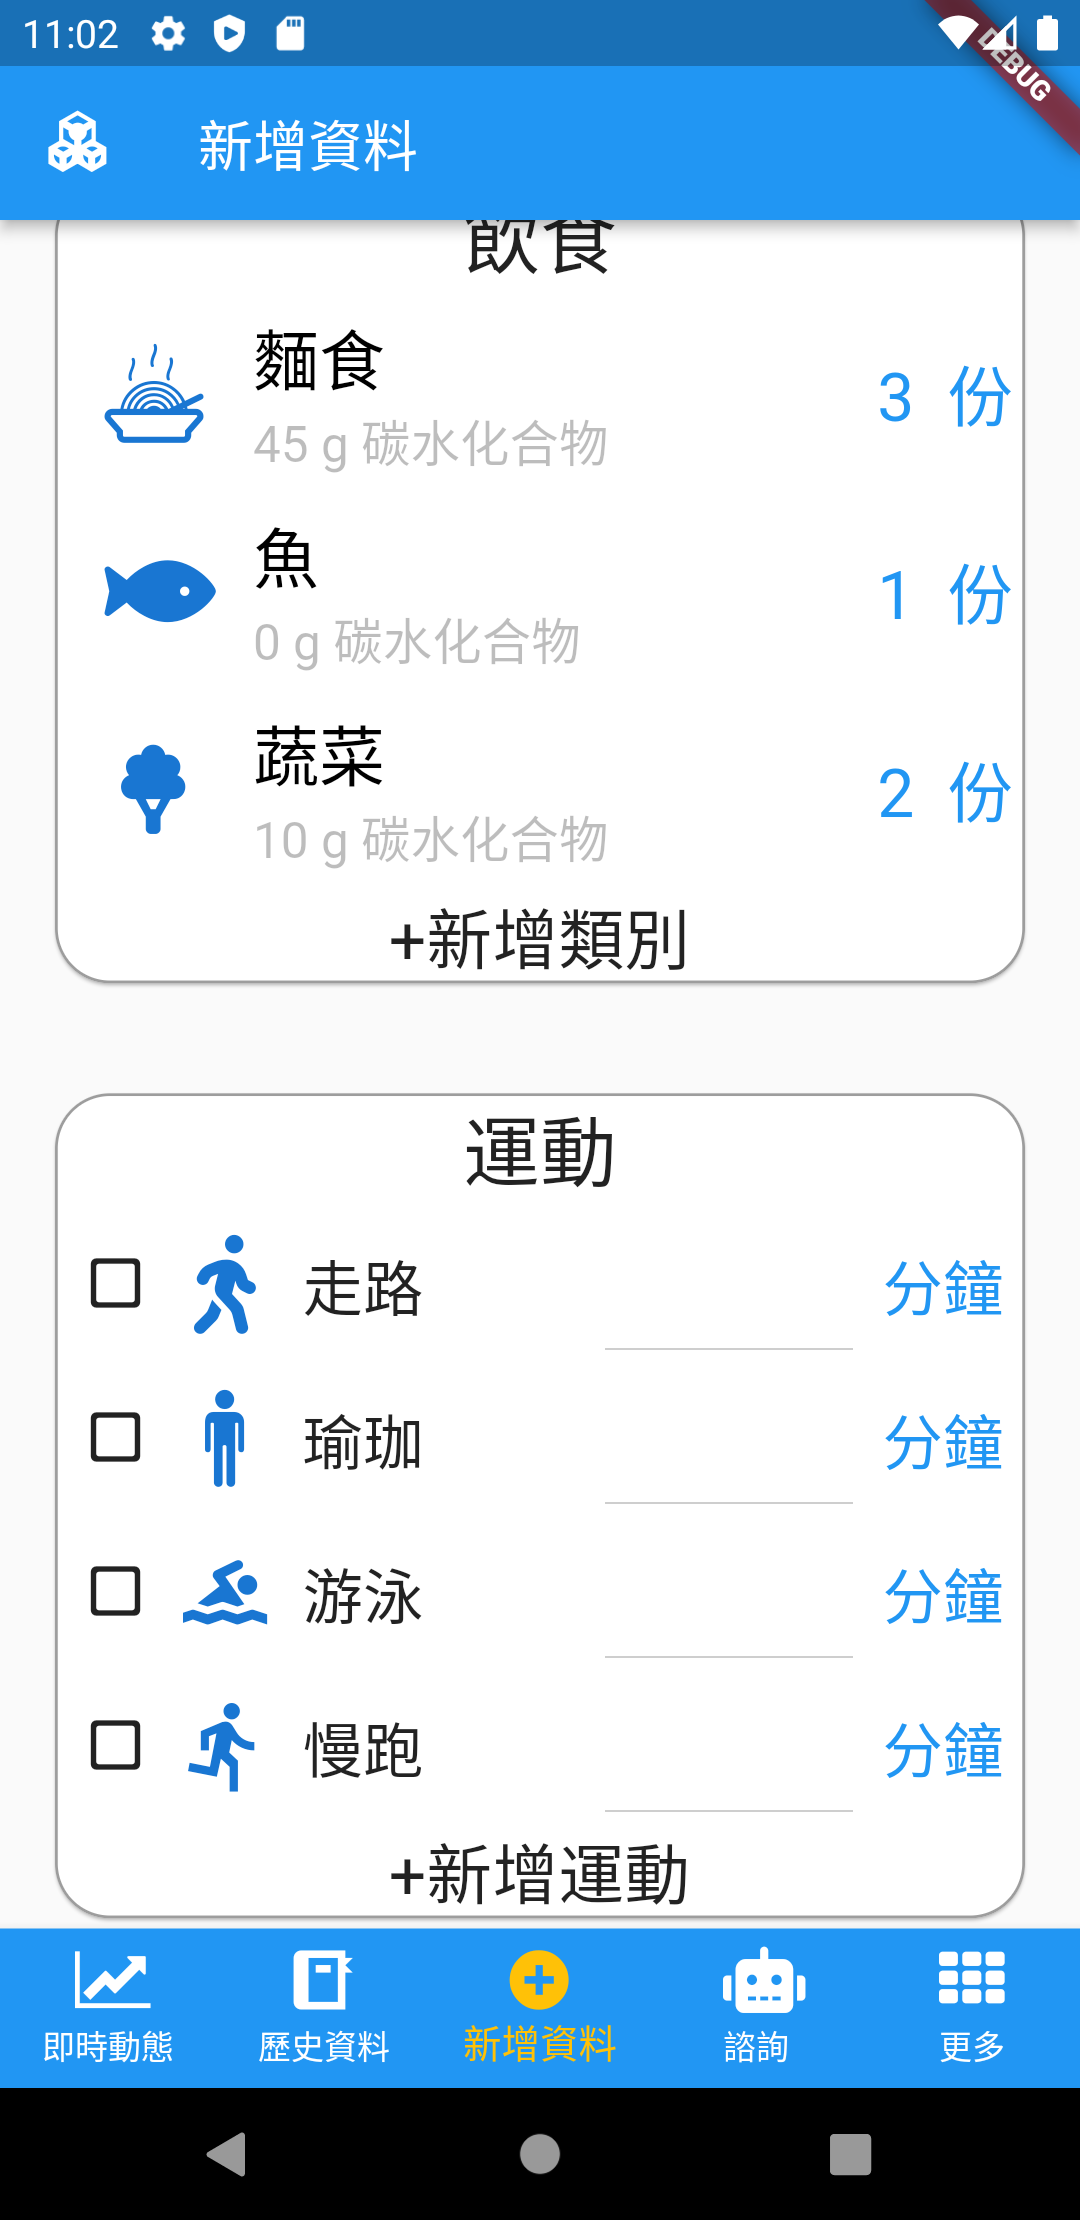 11:02
DEBUG
新增資料
飲食
麵食
45 g 碳水化合物
3 份
魚
0 g 碳水化合物
1 份
蔬菜
10 g 碳水化合物
2 份
+新增類別
運動
走路 分鐘
瑜珈 分鐘
游泳 分鐘
慢跑 分鐘
+新增運動
即時動態 歷史資料 新增資料 諮詢 更多